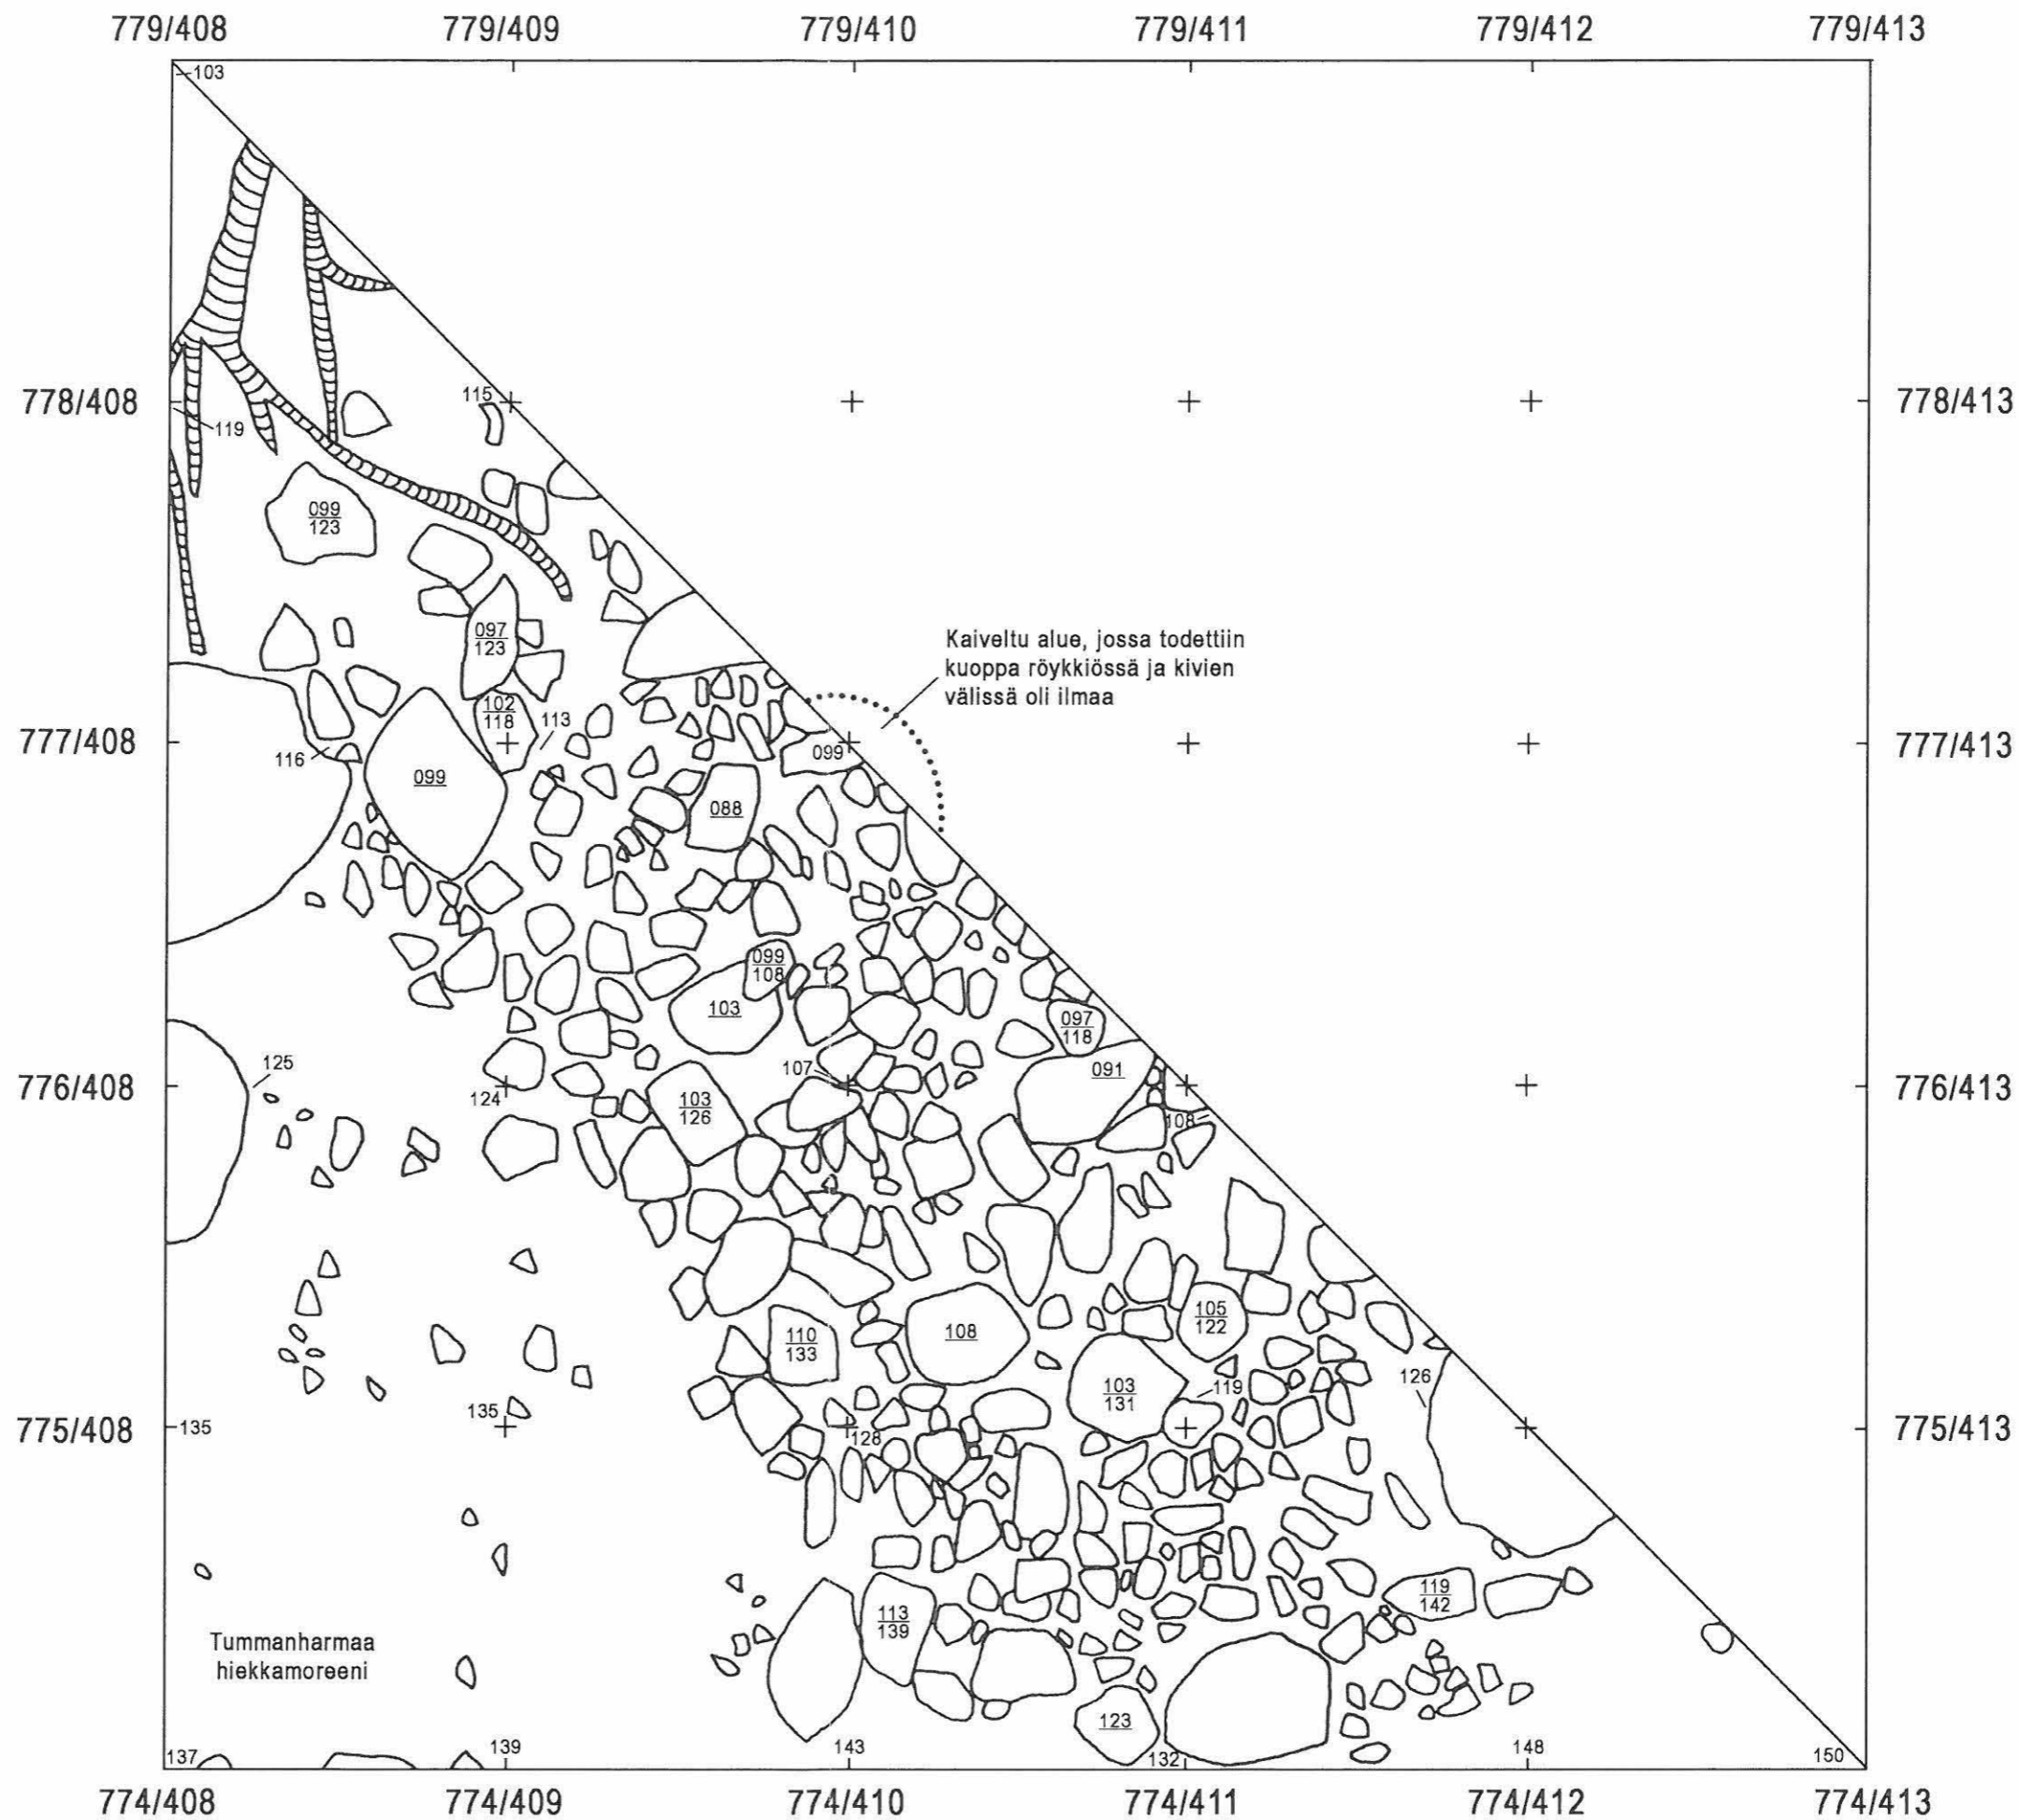 779/408 779/409 779/410 779/411 779/412 779/413
103
778/408 115 778/413
119
099
123
097
123
Kaiveltu alue, jossa todettiin
kuoppa röykkiössä ja kivien
välissä oli ilmaa
102
118
113
777/408 116 099 777/413
099
088
099
108
103
097
118
107 091
125
776/408 124 776/413
103
126
108
105
122
110
133
108
103
131
119
126
775/408 135 135 128 775/413
119
142
113
139
Tummanharmaa
hiekkamoreeni
123
137 139 143 132 148 150
774/408 774/409 774/410 774/411 774/412 774/413